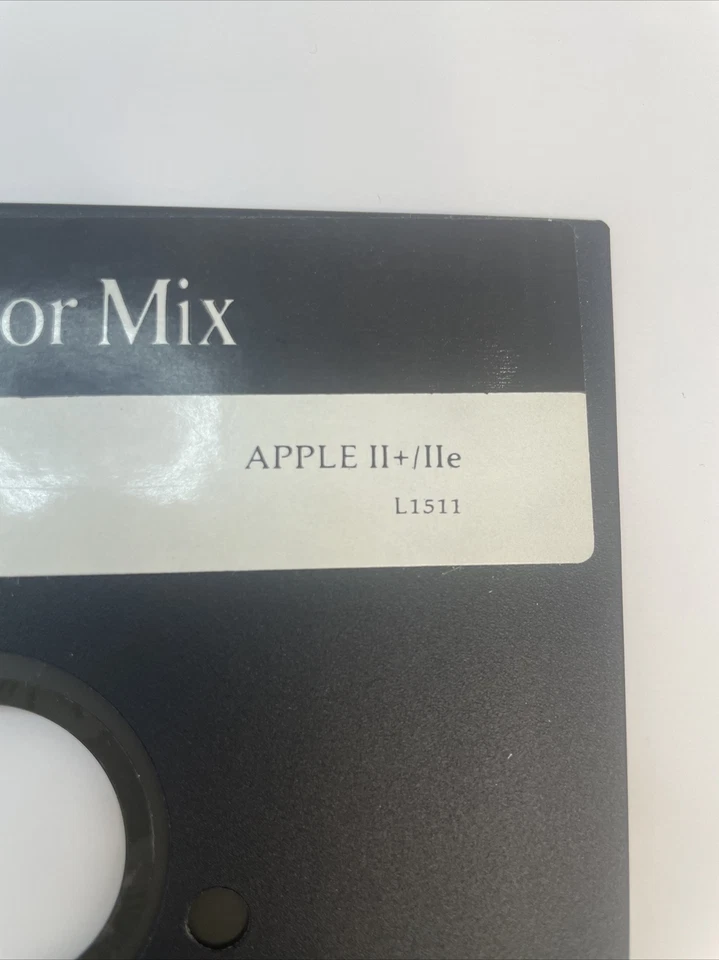 or Mix
APPLE II+/IIe
L1511